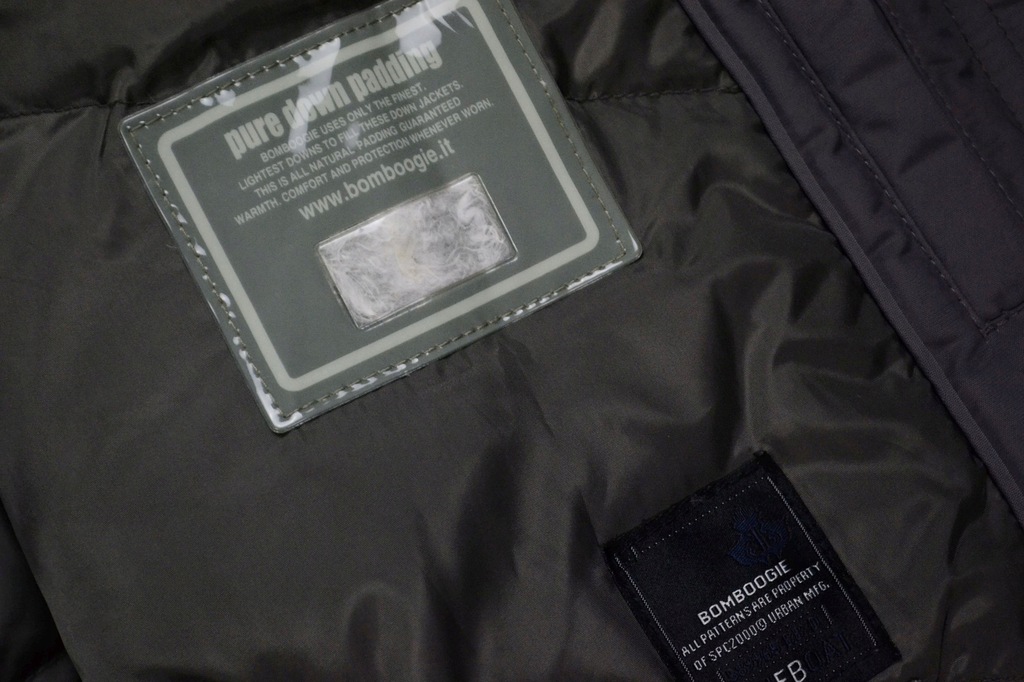 pure down padding
BOMBOOGIE USES ONLY THE FINEST,
LIGHTEST DOWNS TO FILL THESE DOWN JACKETS.
THIS IS ALL NATURAL PADDING GUARANTEED
WARMTH, COMFORT AND PROTECTION WHENEVER WORN.
www.bomboogie.it
BOMBOOGIE
ALL PATTERNS ARE PROPERTY
OF SPC2000© URBAN MFG.